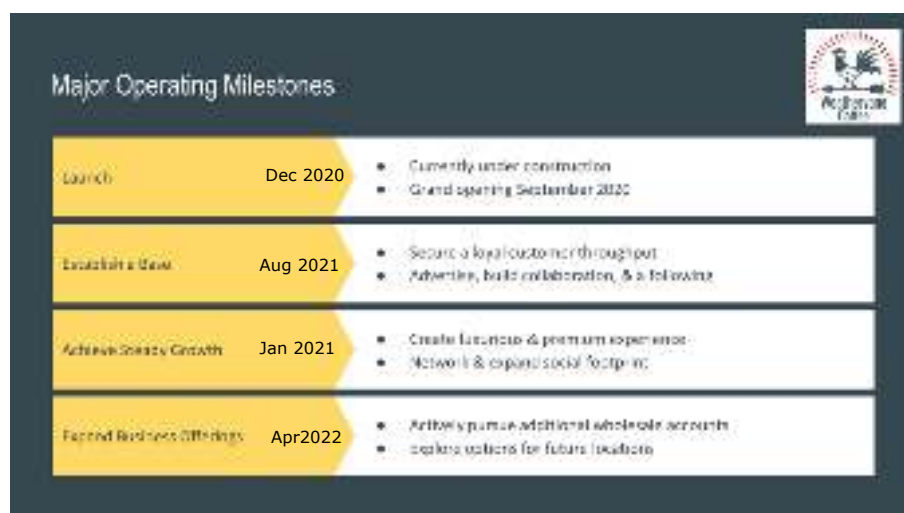 Major Operating Milestones
Weathervane
Coffee
Launch
Dec 2020
● Currently under construction
● Grand opening September 2020
Establish a Base
Aug 2021
● Secure a loyal customer throughput
● Advertise, build collaboration, & a following
Achieve Steady Growth
Jan 2021
● Create luxurious & premium experience
● Network & expand social footprint
Expand Business Offerings
Apr2022
● Actively pursue additional wholesale accounts
● explore options for future locations